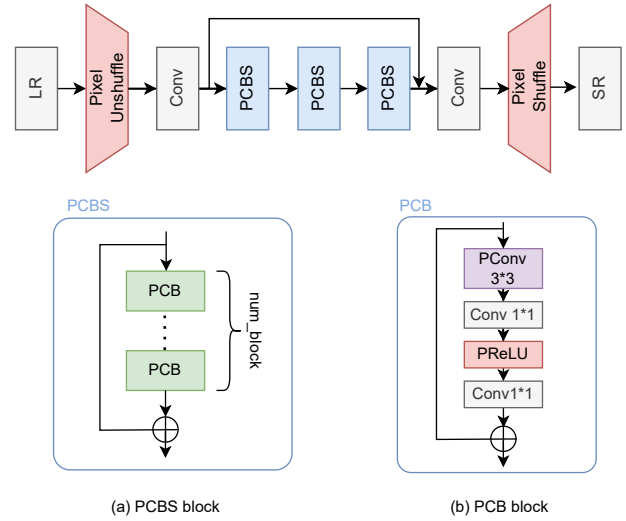 LR
Pixel
Unshuffle
Conv
PCBS
PCBS
PCBS
Conv
Pixel
Shuffle
SR
PCBS
PCB
PCB
num_block
(a) PCBS block
PCB
PConv
3*3
Conv 1*1
PReLU
Conv1*1
(b) PCB block